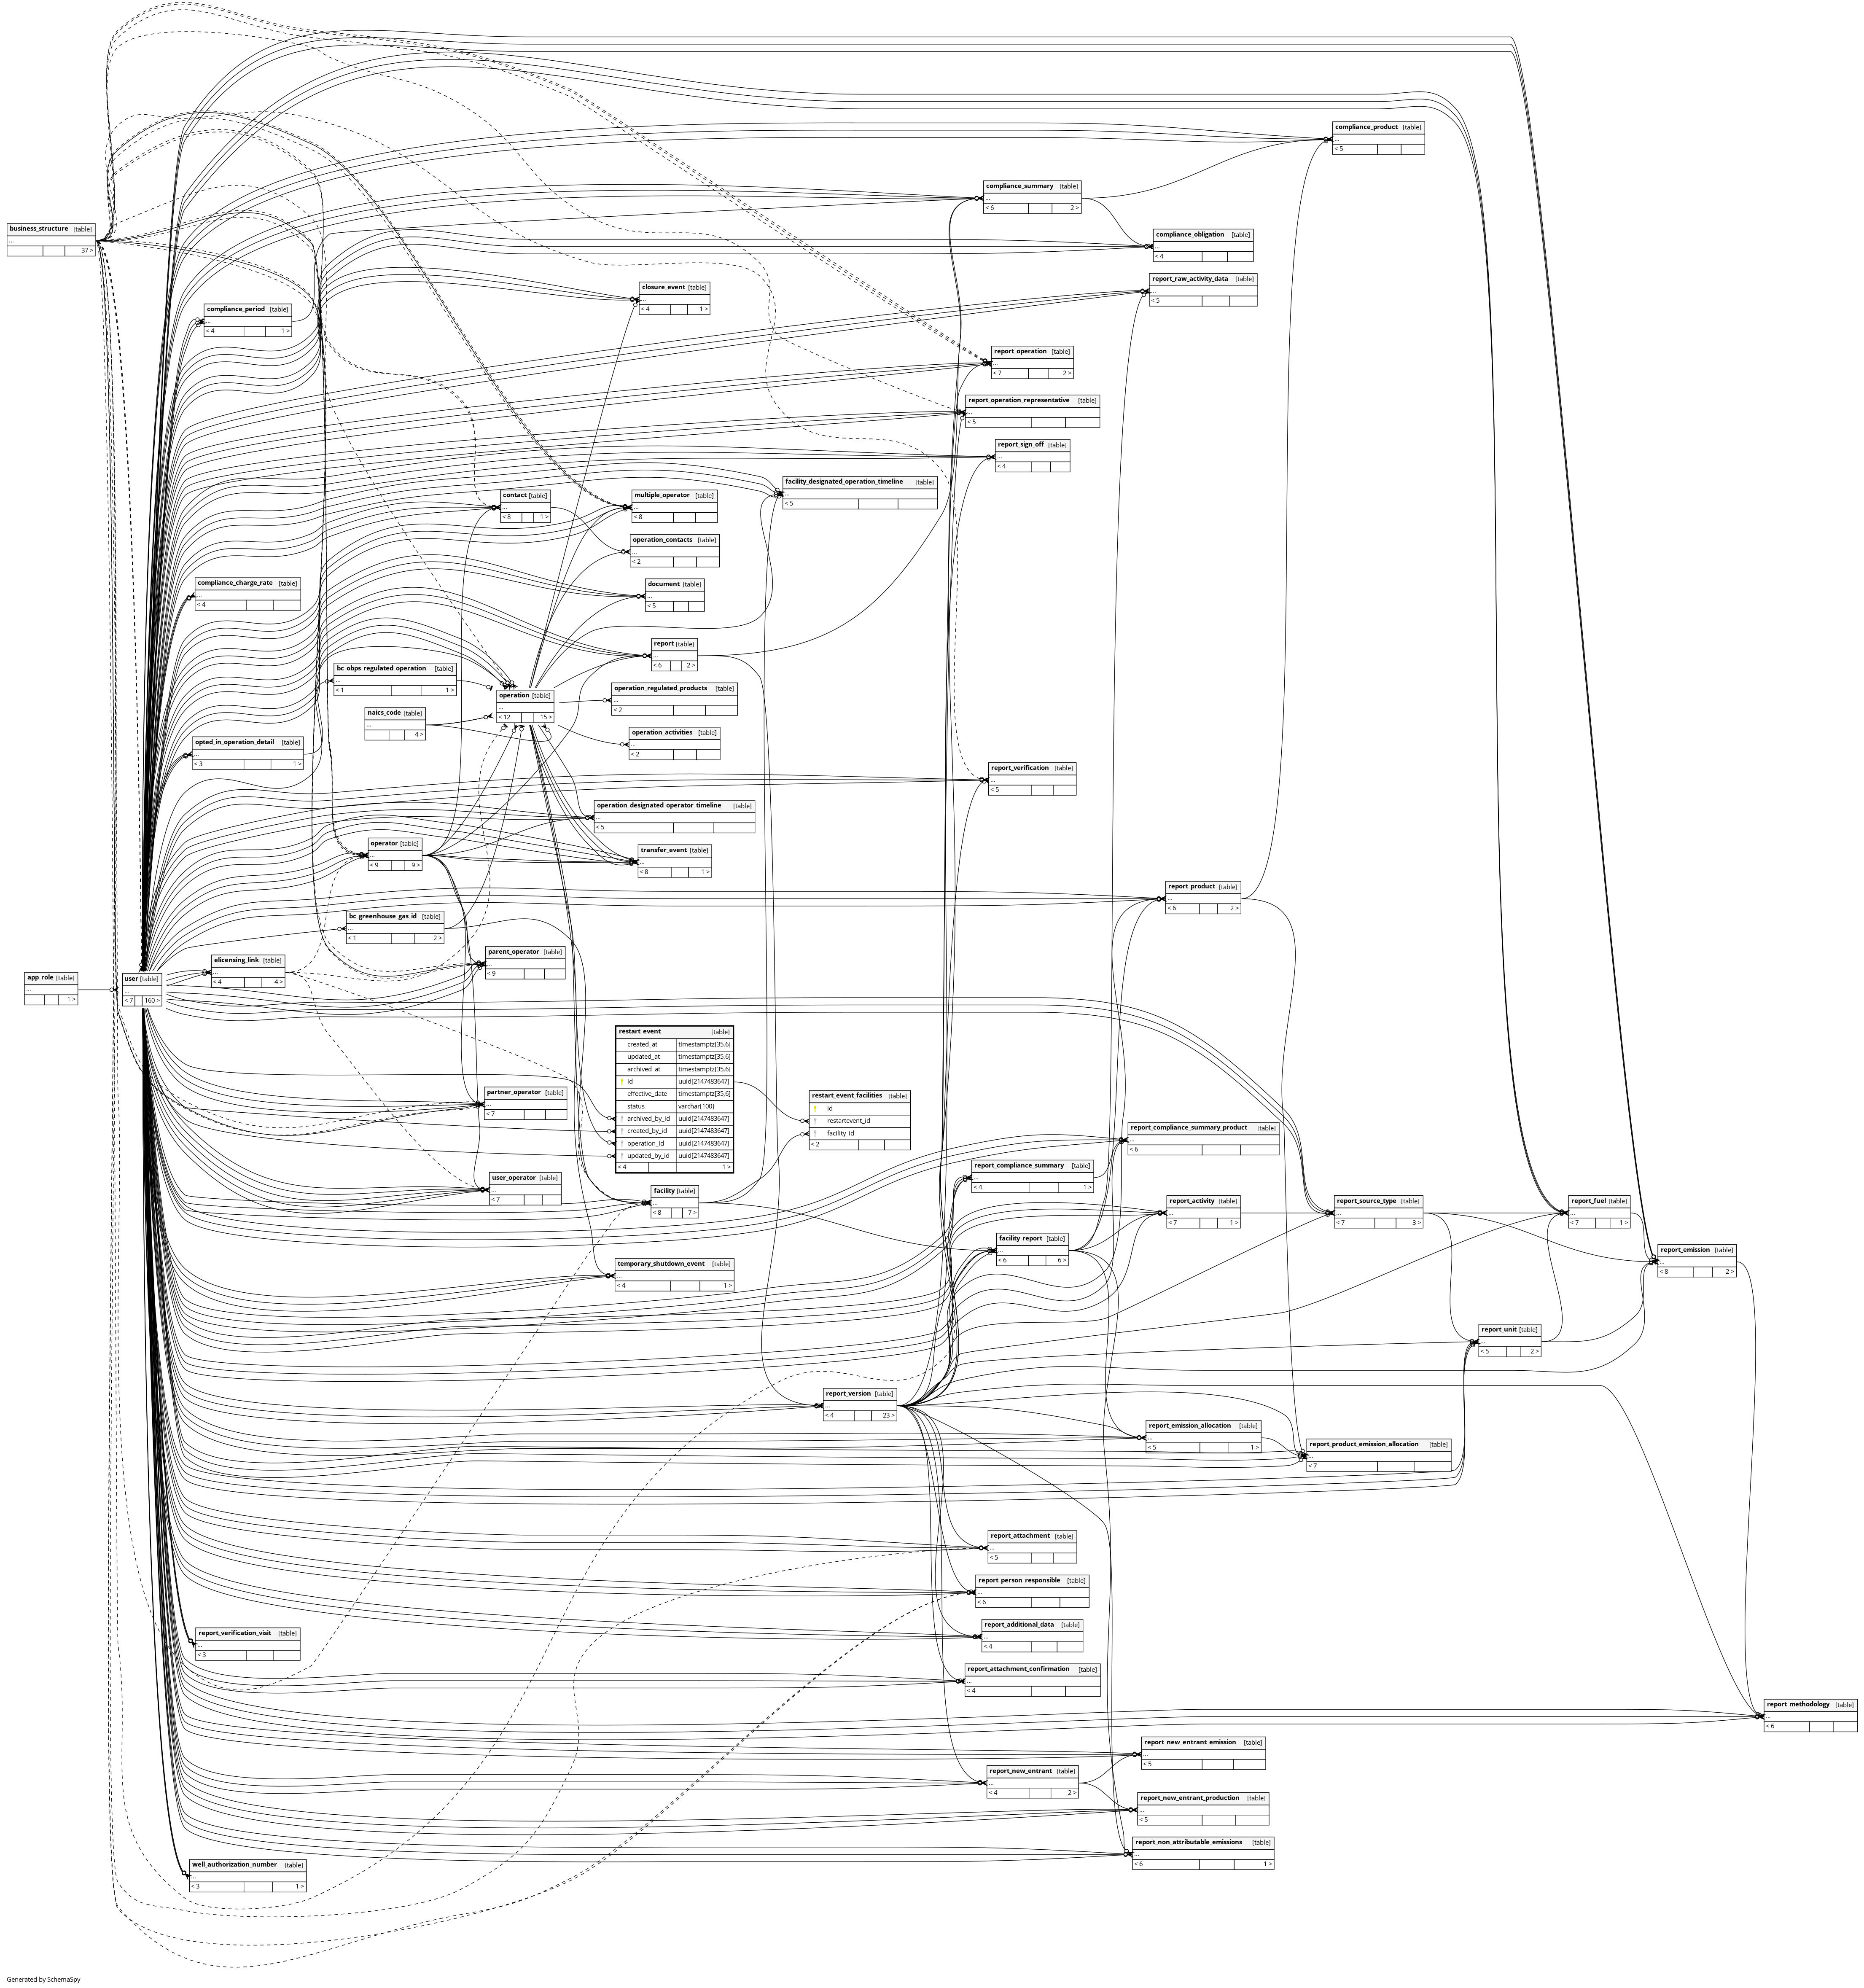 compliance_product [table]
...
< 5
compliance_summary [table]
...
< 6 2 >
business_structure [table]
...
37 >
compliance_obligation [table]
...
< 4
report_raw_activity_data [table]
...
< 5
closure_event [table]
...
< 4 1 >
compliance_period [table]
...
< 4 1 >
report_operation [table]
...
< 7 2 >
report_operation_representative [table]
...
< 5
report_sign_off [table]
...
< 4
facility_designated_operation_timeline [table]
...
< 5
contact [table]
...
< 8 1 >
multiple_operator [table]
...
< 8
operation_contacts [table]
...
< 2
compliance_charge_rate [table]
...
< 4
document [table]
...
< 5
report [table]
...
< 6 2 >
bc_obps_regulated_operation [table]
...
< 1 1 >
operation [table]
...
< 12 15 >
operation_regulated_products [table]
...
< 2
naics_code [table]
...
4 >
operation_activities [table]
...
< 2
opted_in_operation_detail [table]
...
< 3 1 >
report_verification [table]
...
< 5
operation_designated_operator_timeline [table]
...
< 5
operator [table]
...
< 9 9 >
transfer_event [table]
...
< 8 1 >
report_product [table]
...
< 6 2 >
bc_greenhouse_gas_id [table]
...
< 1 2 >
parent_operator [table]
...
< 9
elicensing_link [table]
...
< 4 4 >
app_role [table]
...
1 >
user [table]
...
< 7 160 >
restart_event [table]
created_at timestamptz[35,6]
updated_at timestamptz[35,6]
archived_at timestamptz[35,6]
id uuid[2147483647]
effective_date timestamptz[35,6]
status varchar[100]
archived_by_id uuid[2147483647]
created_by_id uuid[2147483647]
operation_id uuid[2147483647]
updated_by_id uuid[2147483647]
< 4 1 >
partner_operator [table]
...
< 7
restart_event_facilities [table]
id
restartevent_id
facility_id
< 2
report_compliance_summary_product [table]
...
< 6
report_compliance_summary [table]
...
< 4 1 >
user_operator [table]
...
< 7
facility [table]
...
< 8 7 >
report_activity [table]
...
< 7 1 >
report_source_type [table]
...
< 7 3 >
report_fuel [table]
...
< 7 1 >
facility_report [table]
...
< 6 6 >
report_emission [table]
...
< 8 2 >
temporary_shutdown_event [table]
...
< 4 1 >
report_unit [table]
...
< 5 2 >
report_version [table]
...
< 4 23 >
report_emission_allocation [table]
...
< 5 1 >
report_product_emission_allocation [table]
...
< 7
report_attachment [table]
...
< 5
report_person_responsible [table]
...
< 6
report_additional_data [table]
...
< 4
report_verification_visit [table]
...
< 3
report_attachment_confirmation [table]
...
< 4
report_methodology [table]
...
< 6
report_new_entrant_emission [table]
...
< 5
report_new_entrant [table]
...
< 4 2 >
report_new_entrant_production [table]
...
< 5
report_non_attributable_emissions [table]
...
< 6 1 >
well_authorization_number [table]
...
< 3 1 >
Generated by SchemaSpy